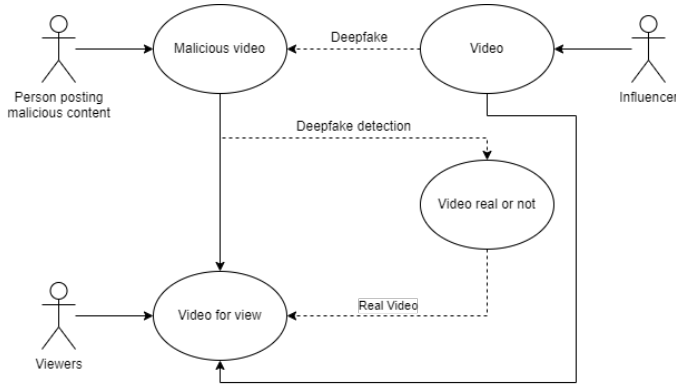 Deepfake
Malicious video
Video
Person posting
malicious content
Influencer
Deepfake detection
Video real or not
Real Video
Video for view
Viewers